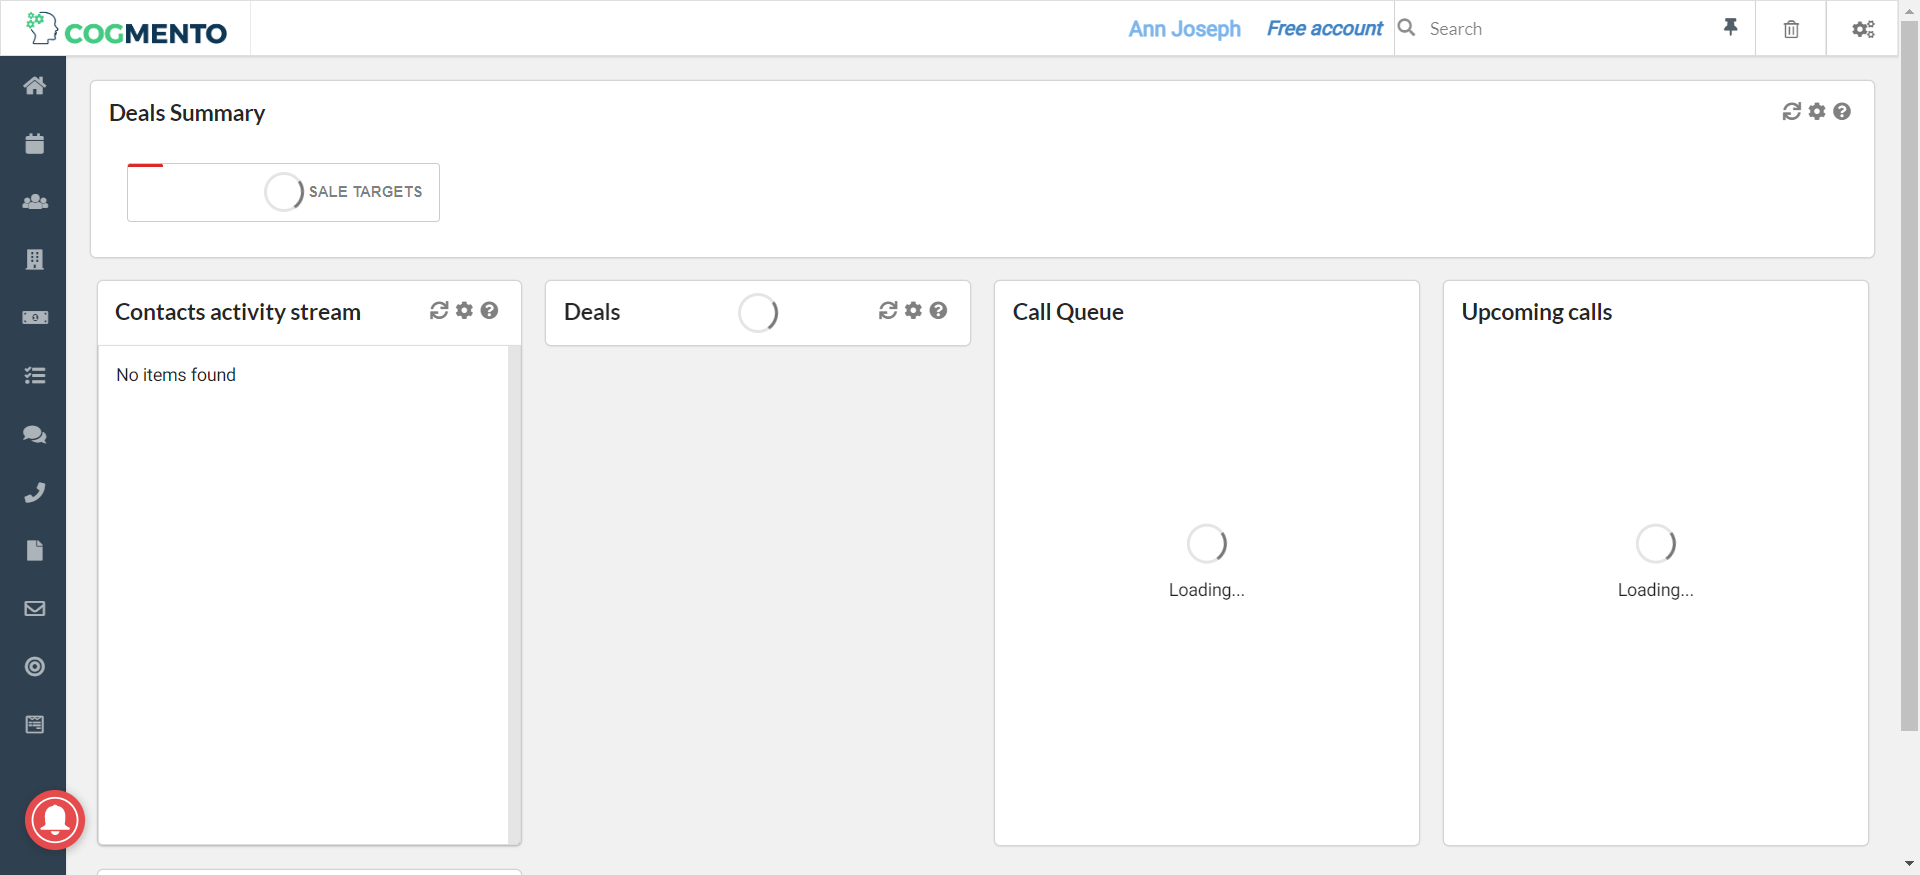 COGMENTO
Ann Joseph
Free account
Search
Deals Summary
SALE TARGETS
Contacts activity stream
Deals
Call Queue
Upcoming calls
No items found
Loading...
Loading...